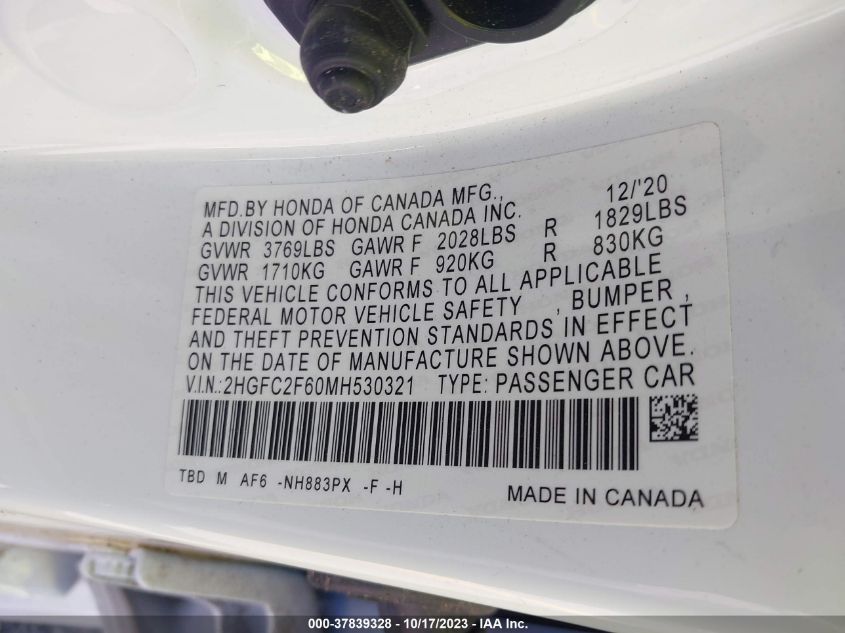 MFD.BY HONDA OF CANADA MFG., 12/'20
A DIVISION OF HONDA CANADA INC.
GVWR 3769LBS GAWR F 2028LBS R 1829LBS
GVWR 1710KG GAWR F 920KG R 830KG
THIS VEHICLE CONFORMS TO ALL APPLICABLE
FEDERAL MOTOR VEHICLE SAFETY , BUMPER ,
AND THEFT PREVENTION STANDARDS IN EFFECT
ON THE DATE OF MANUFACTURE SHOWN ABOVE.
V.I.N.:2HGFC2F60MH530321 TYPE: PASSENGER CAR
TBD M AF6 -NH883PX -F -H
MADE IN CANADA
000-37839328 - 10/17/2023 - IAA Inc.